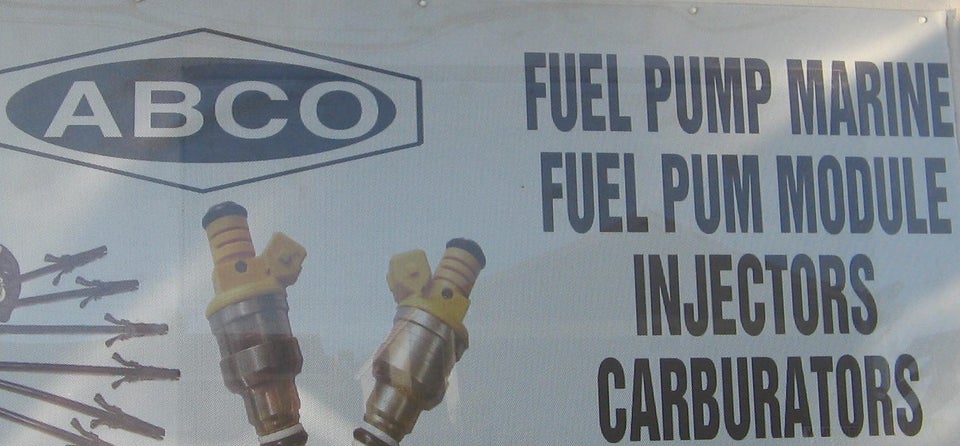 ABCO
FUEL PUMP MARINE
FUEL PUM MODULE
INJECTORS
CARBURATORS